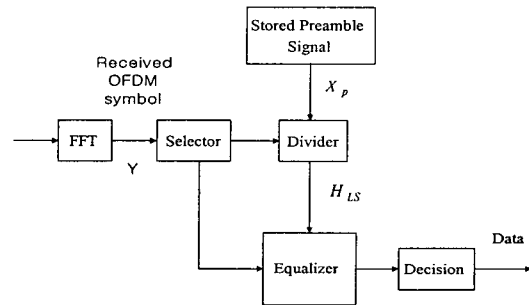 Stored Preamble
Signal
Received
OFDM
symbol
X p
FFT
Selector
Divider
Y
H LS
Data
Equalizer
Decision